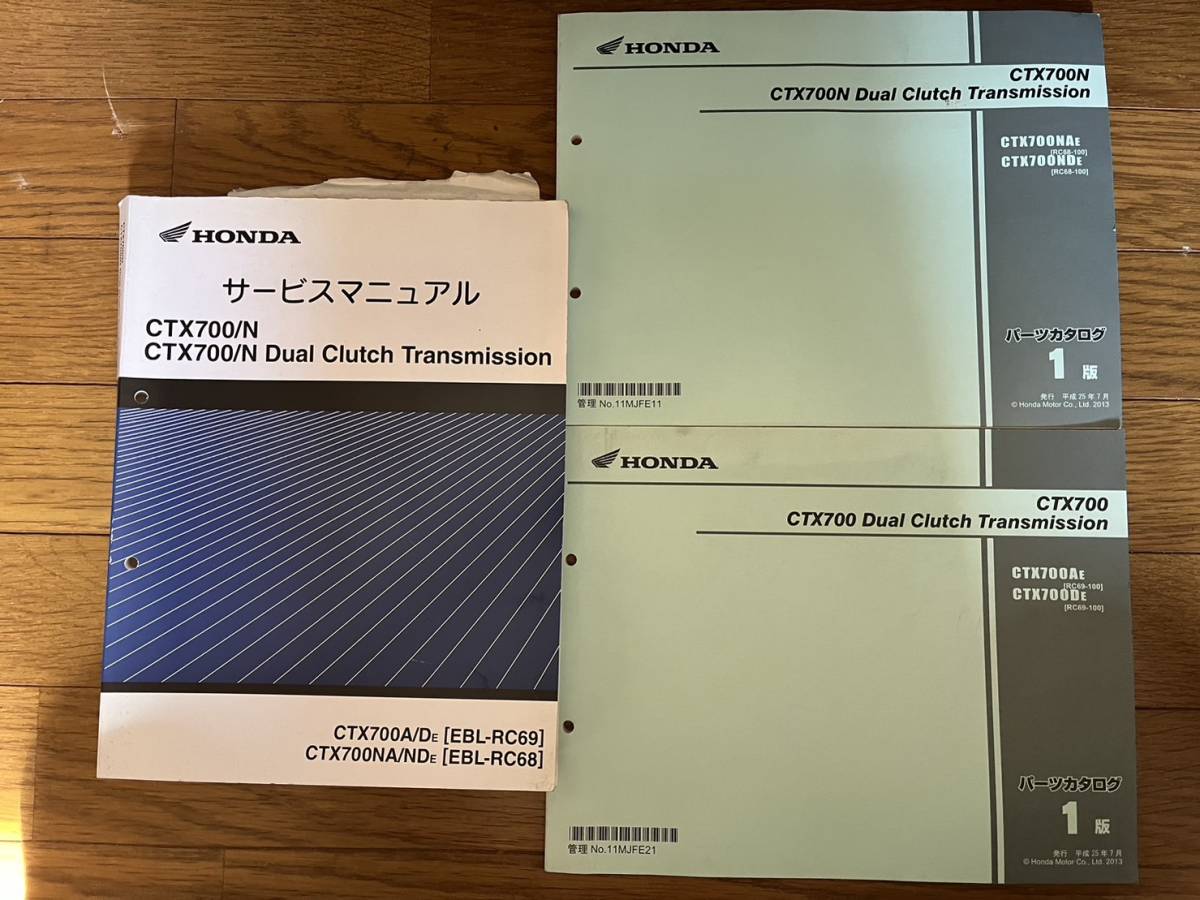 HONDA
サービスマニュアル
CTX700/N
CTX700/N Dual Clutch Transmission
CTX700A/DE [EBL-RC69]
CTX700NA/NDE [EBL-RC68]
HONDA
CTX700N
CTX700N Dual Clutch Transmission
CTX700NAE
[RC68-100]
CTX700NDE
[RC68-100]
パーツカタログ
1 版
発行 平成25年7月
© Honda Motor Co., Ltd. 2013
管理 No.11MJFE11
HONDA
CTX700
CTX700 Dual Clutch Transmission
CTX700AE
[RC69-100]
CTX700DE
[RC69-100]
パーツカタログ
1 版
発行 平成25年7月
© Honda Motor Co., Ltd. 2013
管理 No.11MJFE21